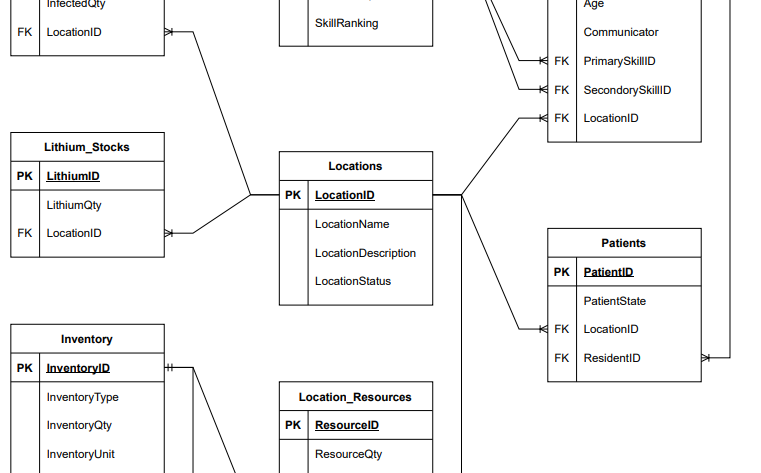 InfectedQty
FK LocationID
SkillRanking
Age
Communicator
FK PrimarySkillID
FK SecondorySkillID
FK LocationID
Lithium_Stocks
PK LithiumID
LithiumQty
FK LocationID
Locations
PK LocationID
LocationName
LocationDescription
LocationStatus
Patients
PK PatientID
PatientState
FK LocationID
FK ResidentID
Inventory
PK InventoryID
InventoryType
InventoryQty
InventoryUnit
Location_Resources
PK ResourceID
ResourceQty